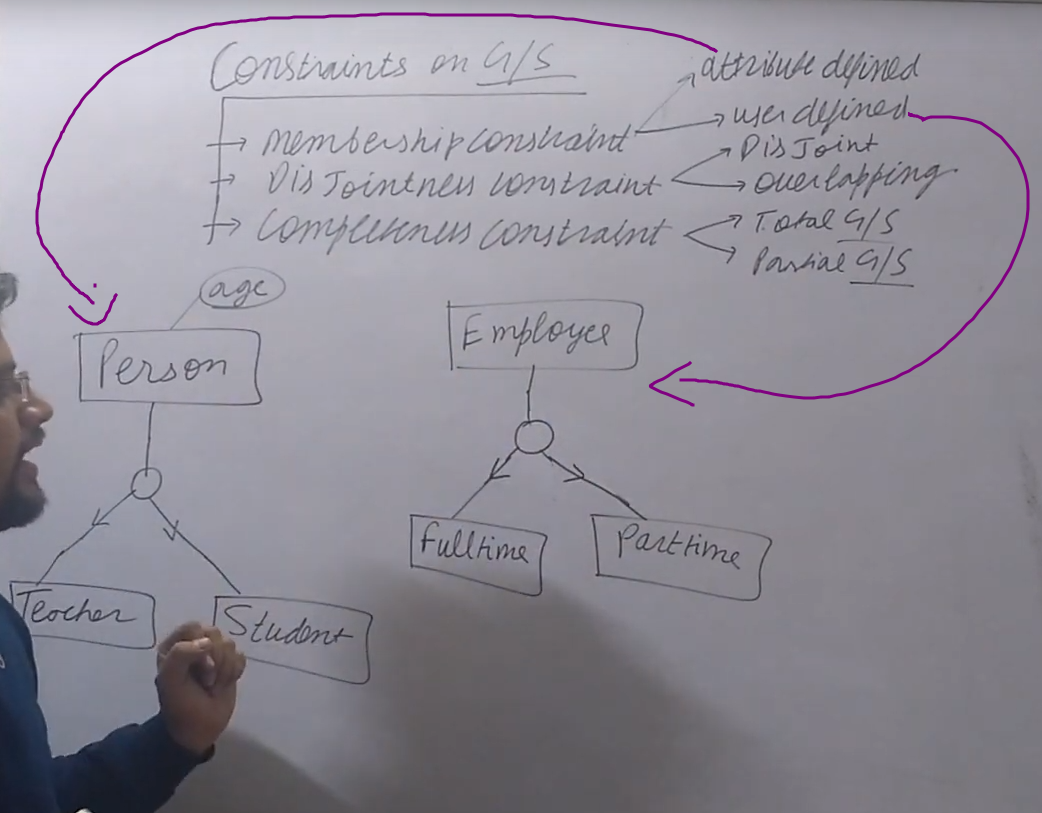 Constraints on G/S
attribute defined
membership constraint
user defined
DisJointness constraint
DisJoint
overlapping
Completeness constraint
Total G/S
Partial G/S
age
Person
Employee
Teacher
Student
Fulltime
Parttime